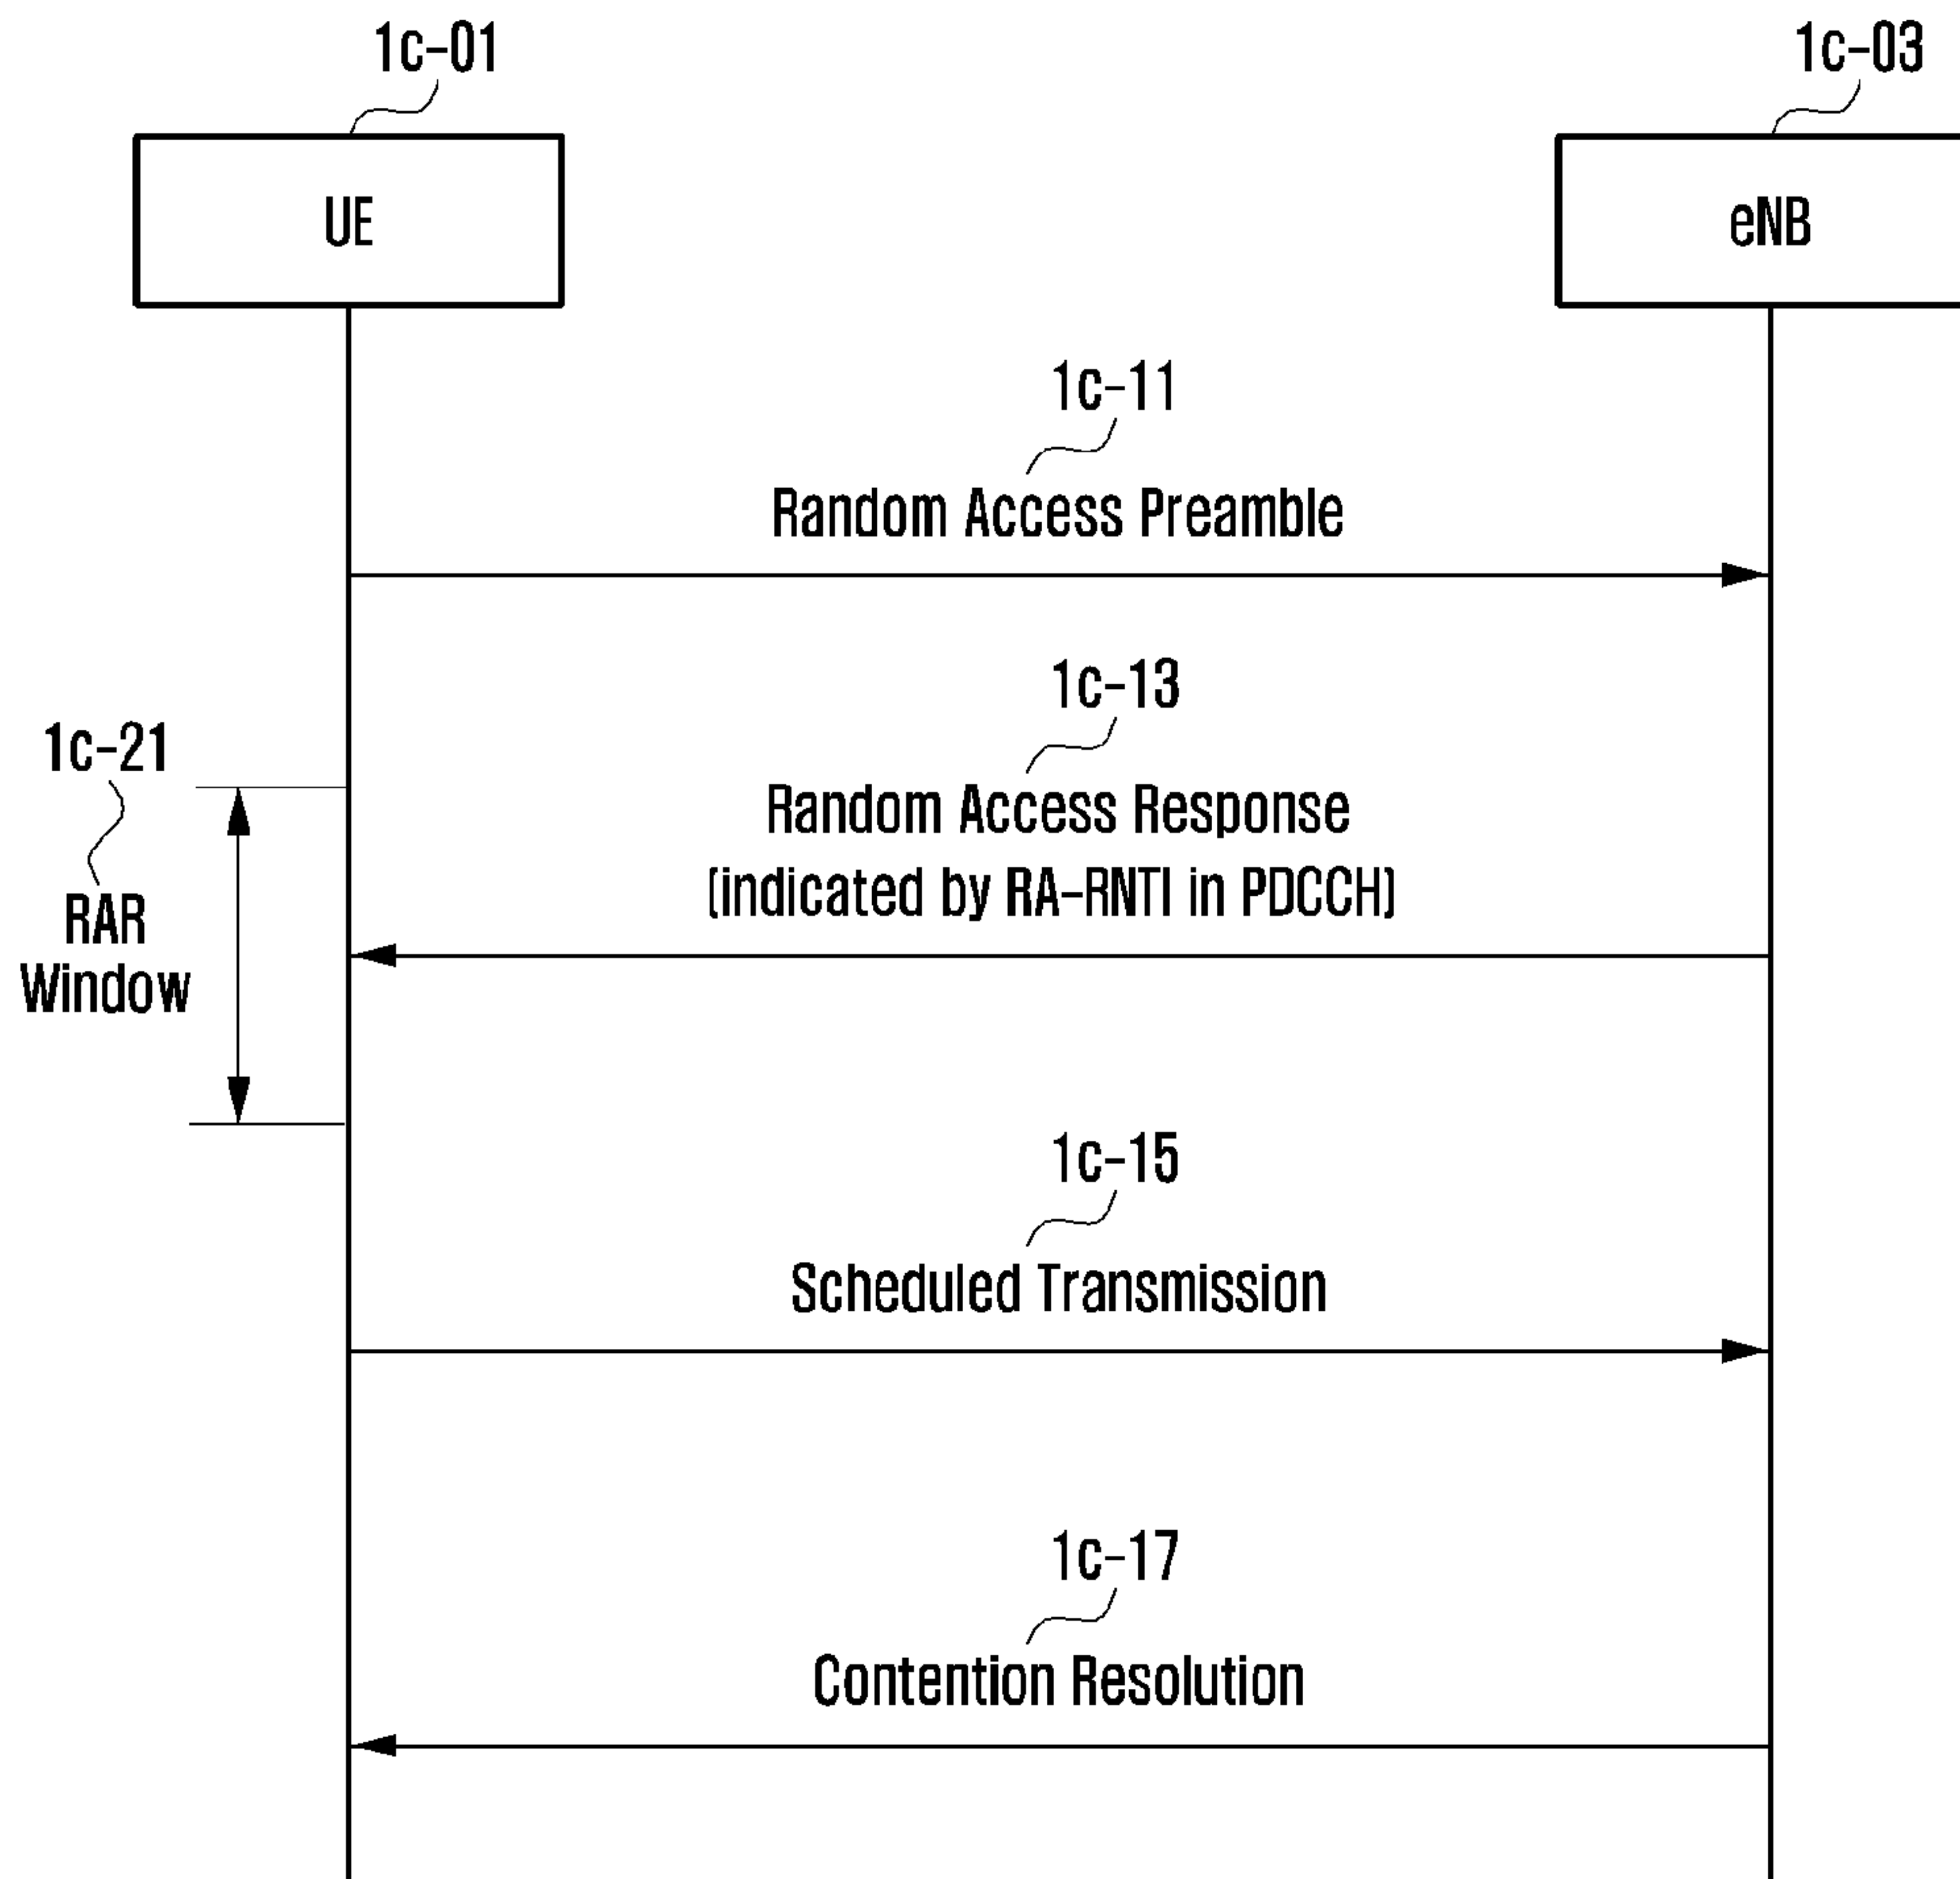 1c-01
1c-03
UE
eNB
1c-11
Random Access Preamble
1c-13
Random Access Response
(indicated by RA-RNTI in PDCCH)
1c-21
RAR
Window
1c-15
Scheduled Transmission
1c-17
Contention Resolution